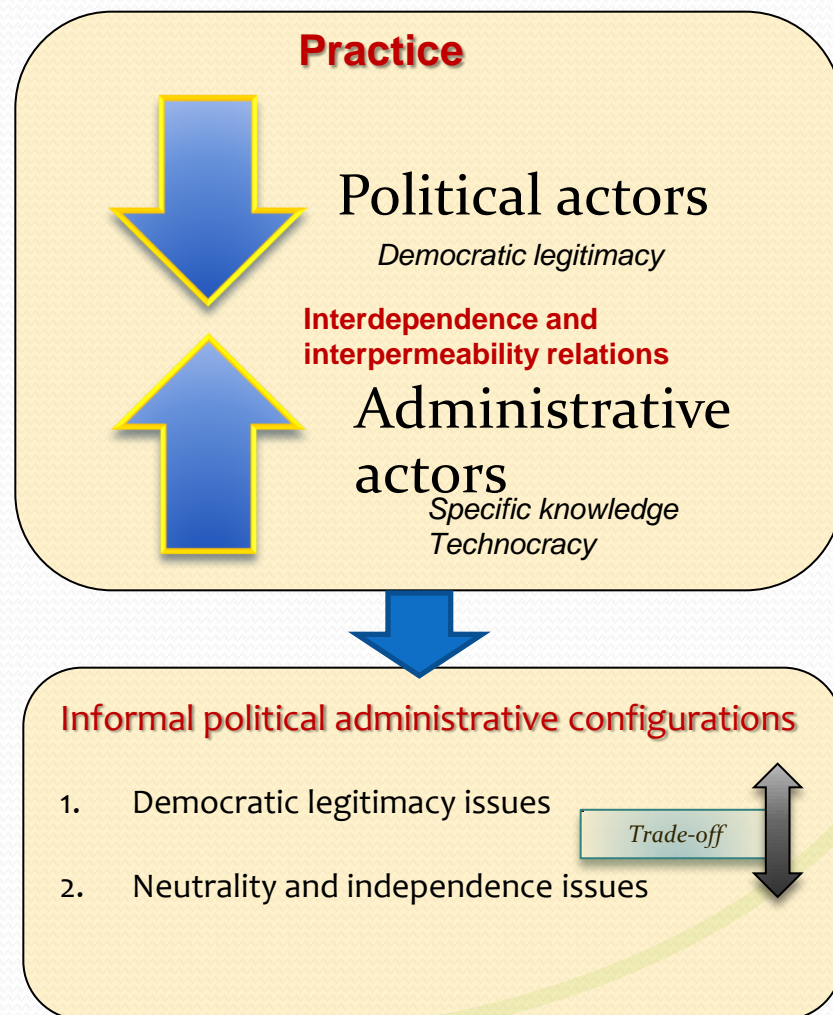 Practice
Political actors
Democratic legitimacy
Interdependence and
interpermeability relations
Administrative
actors
Specific knowledge
Technocracy
Informal political administrative configurations
1. Democratic legitimacy issues
Trade-off
2. Neutrality and independence issues